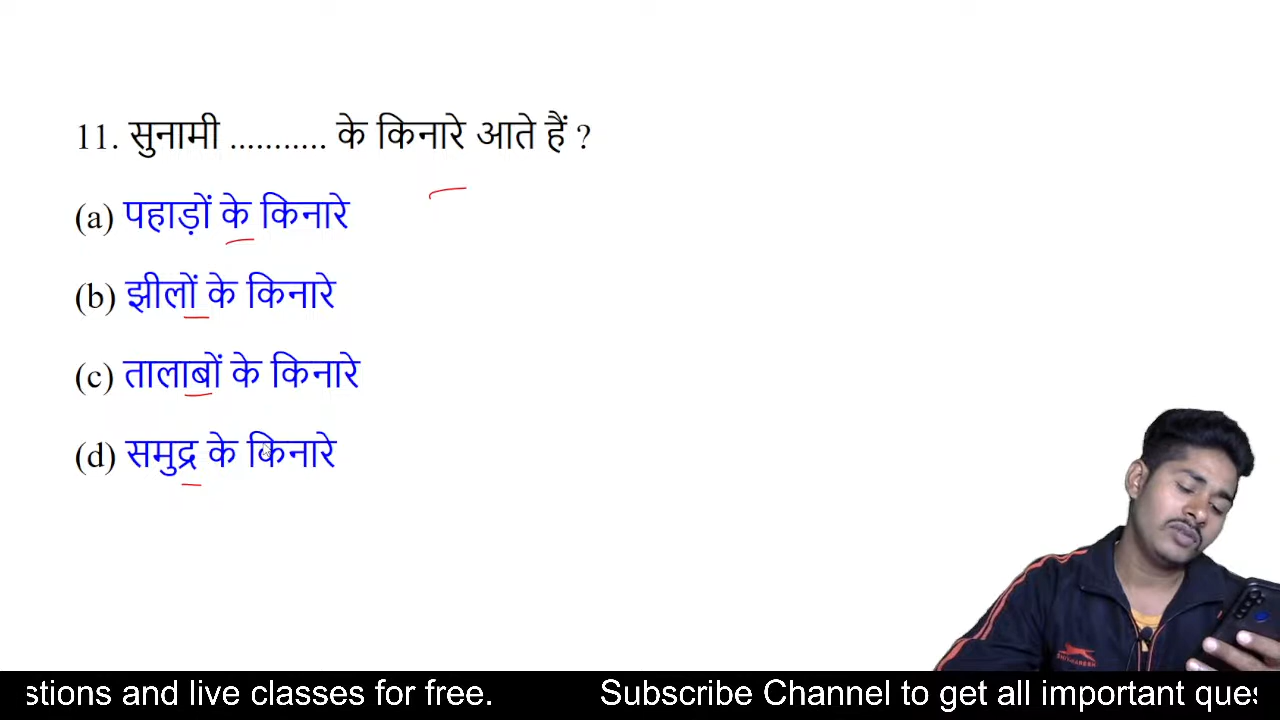 11. सुनामी ........... के किनारे आते हैं ?
(a) पहाड़ों के किनारे
(b) झीलों के किनारे
(c) तालाबों के किनारे
(d) समुद्र के किनारे
stions and live classes for free. Subscribe Channel to get all important ques